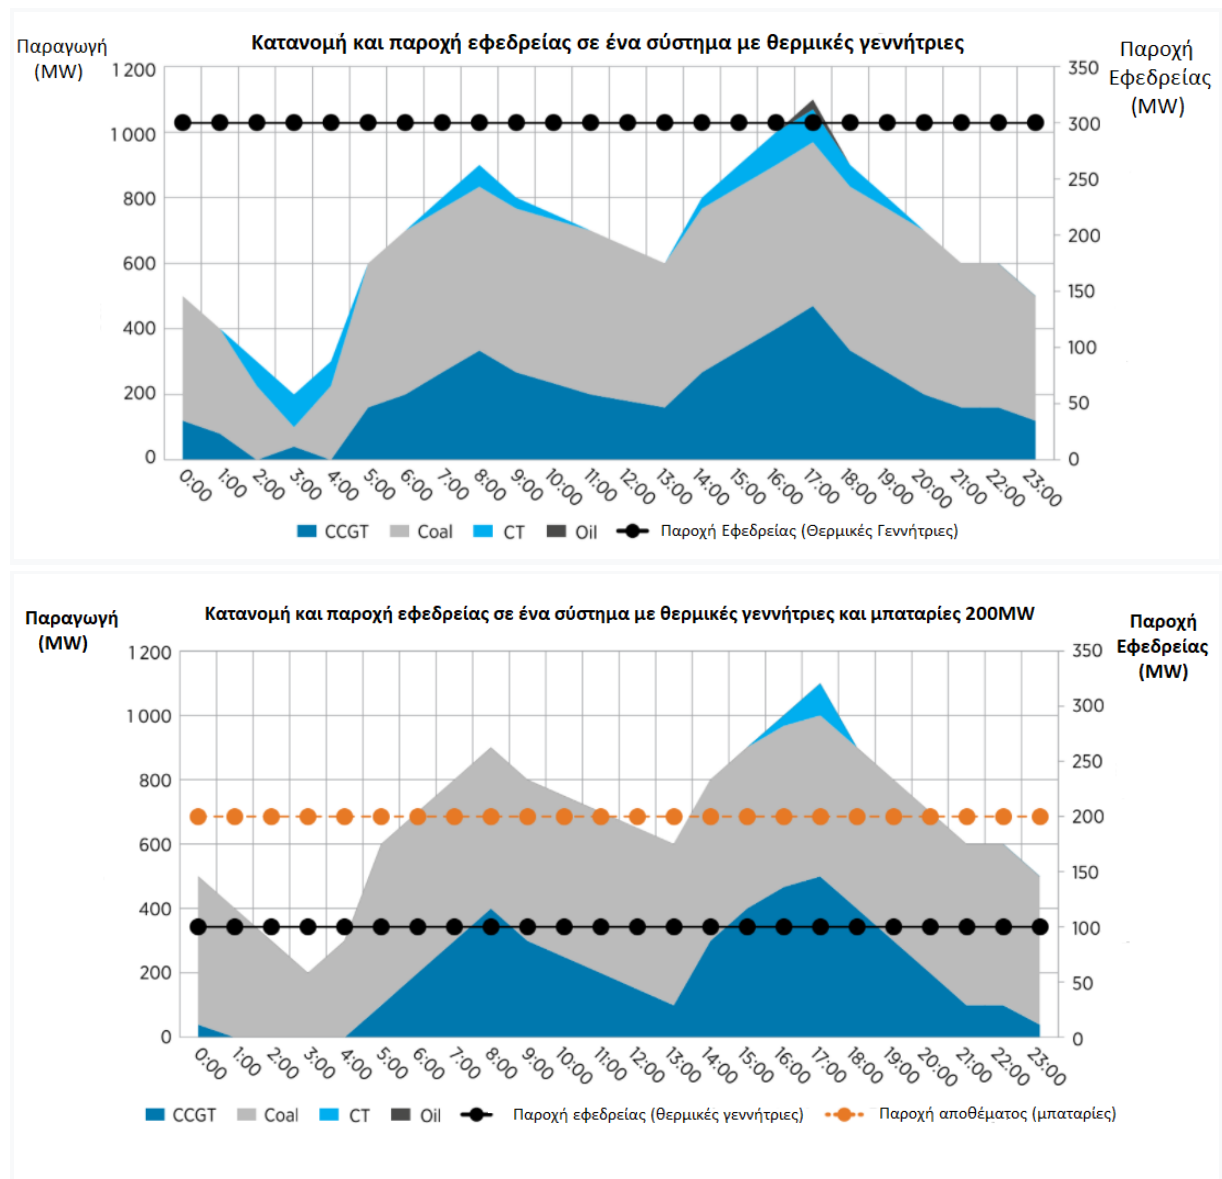 Κατανομή και παροχή εφεδρείας σε ένα σύστημα με θερμικές γεννήτριες
Παραγωγή
(MW)
Παροχή
Εφεδρείας
(MW)
1200
1000
800
600
400
200
0
350
300
250
200
150
100
50
0
0:00 1:00 2:00 3:00 4:00 5:00 6:00 7:00 8:00 9:00 10:00 11:00 12:00 13:00 14:00 15:00 16:00 17:00 18:00 19:00 20:00 21:00 22:00 23:00
CCGT Coal CT Oil Παροχή Εφεδρείας (Θερμικές Γεννήτριες)
Κατανομή και παροχή εφεδρείας σε ένα σύστημα με θερμικές γεννήτριες και μπαταρίες 200MW
Παραγωγή
(MW)
Παροχή
Εφεδρείας
(MW)
1200
1000
800
600
400
200
0
350
300
250
200
150
100
50
0
0:00 1:00 2:00 3:00 4:00 5:00 6:00 7:00 8:00 9:00 10:00 11:00 12:00 13:00 14:00 15:00 16:00 17:00 18:00 19:00 20:00 21:00 22:00 23:00
CCGT Coal CT Oil Παροχή εφεδρείας (θερμικές γεννήτριες) Παροχή αποθέματος (μπαταρίες)